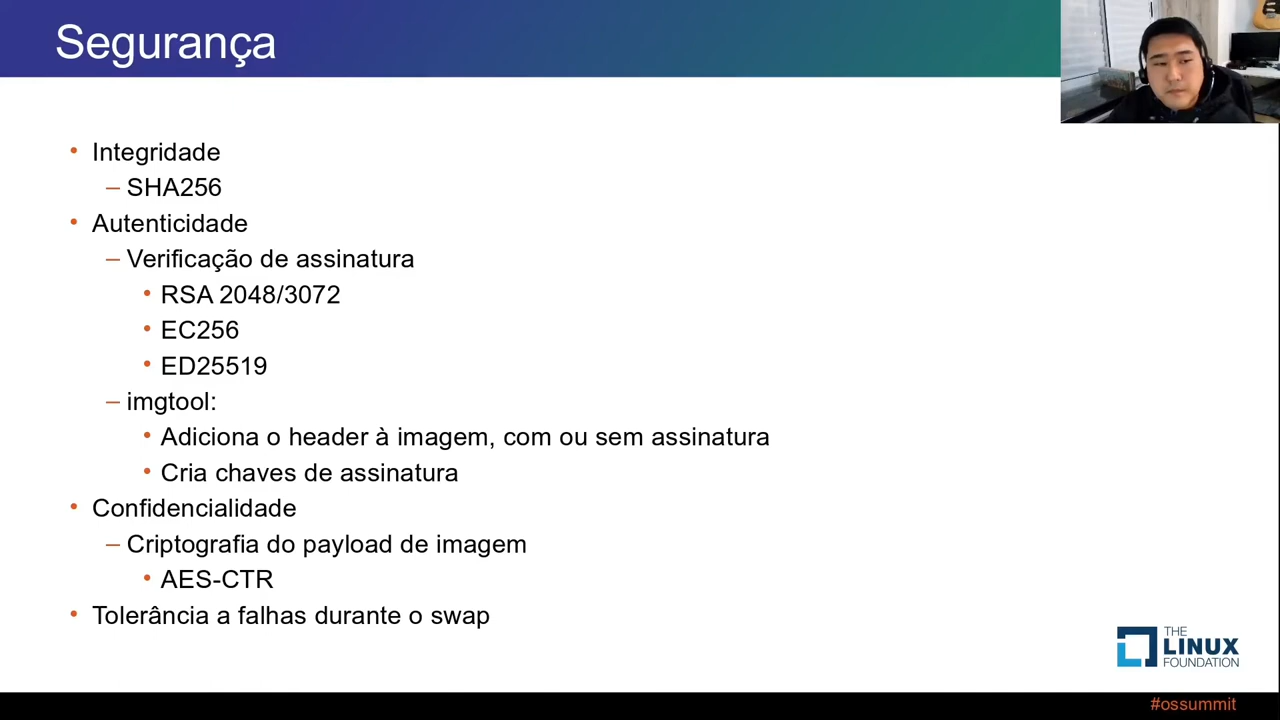 Segurança
• Integridade
– SHA256
• Autenticidade
– Verificação de assinatura
• RSA 2048/3072
• EC256
• ED25519
– imgtool:
• Adiciona o header à imagem, com ou sem assinatura
• Cria chaves de assinatura
• Confidencialidade
– Criptografia do payload de imagem
• AES-CTR
• Tolerância a falhas durante o swap
THE
LINUX
FOUNDATION
#ossummit